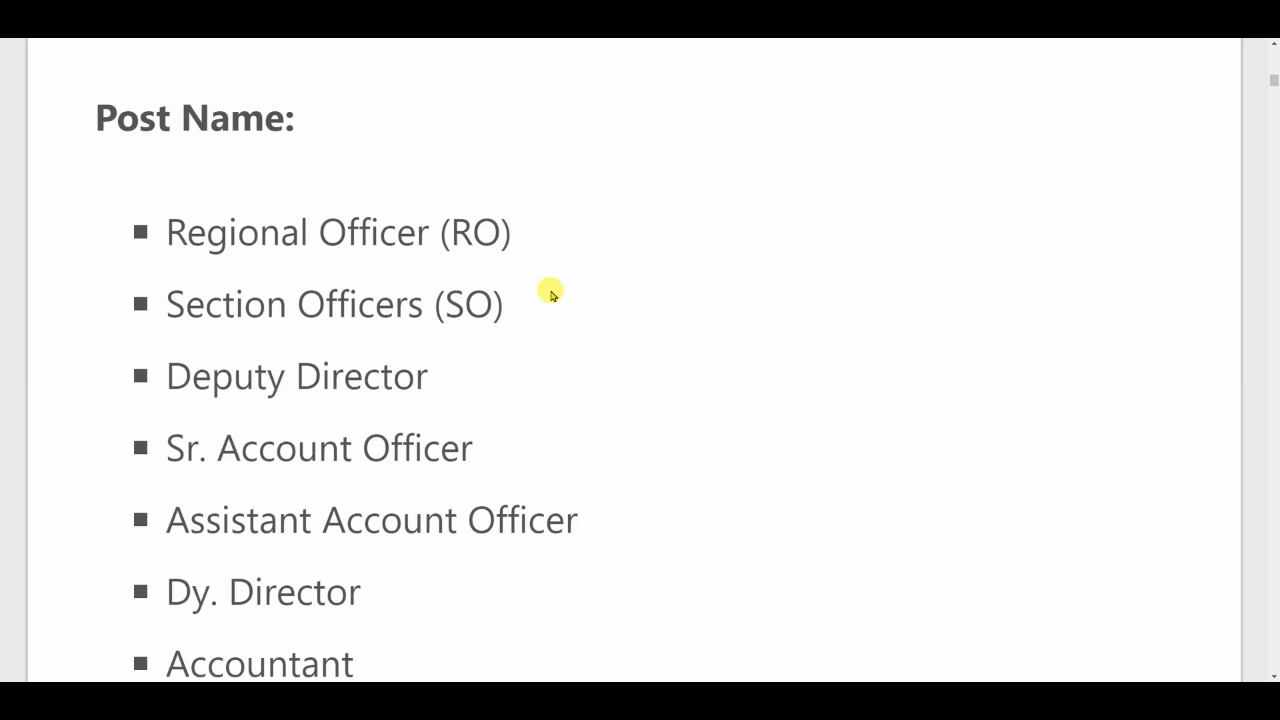 Post Name:
Regional Officer (RO)
Section Officers (SO)
Deputy Director
Sr. Account Officer
Assistant Account Officer
Dy. Director
Accountant